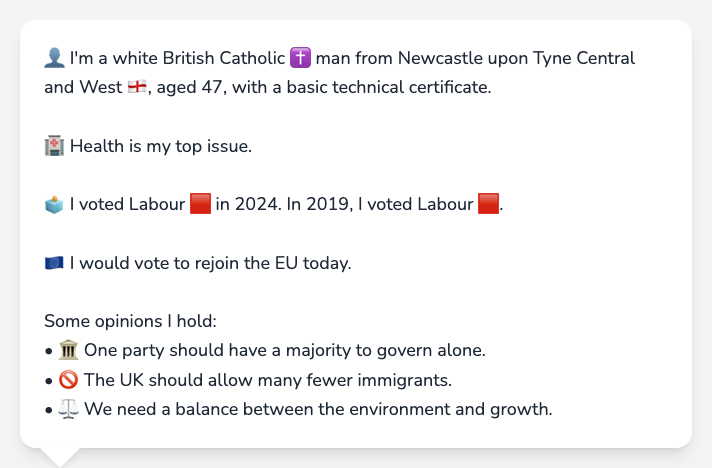 👤 I'm a white British Catholic ✝️ man from Newcastle upon Tyne Central
and West 🏴󠁧󠁢󠁥󠁮󠁧󠁿, aged 47, with a basic technical certificate.
🏥 Health is my top issue.
🗳️ I voted Labour 🟥 in 2024. In 2019, I voted Labour 🟥.
🇪🇺 I would vote to rejoin the EU today.
Some opinions I hold:
• 🏛️ One party should have a majority to govern alone.
• 🚫 The UK should allow many fewer immigrants.
• ⚖️ We need a balance between the environment and growth.